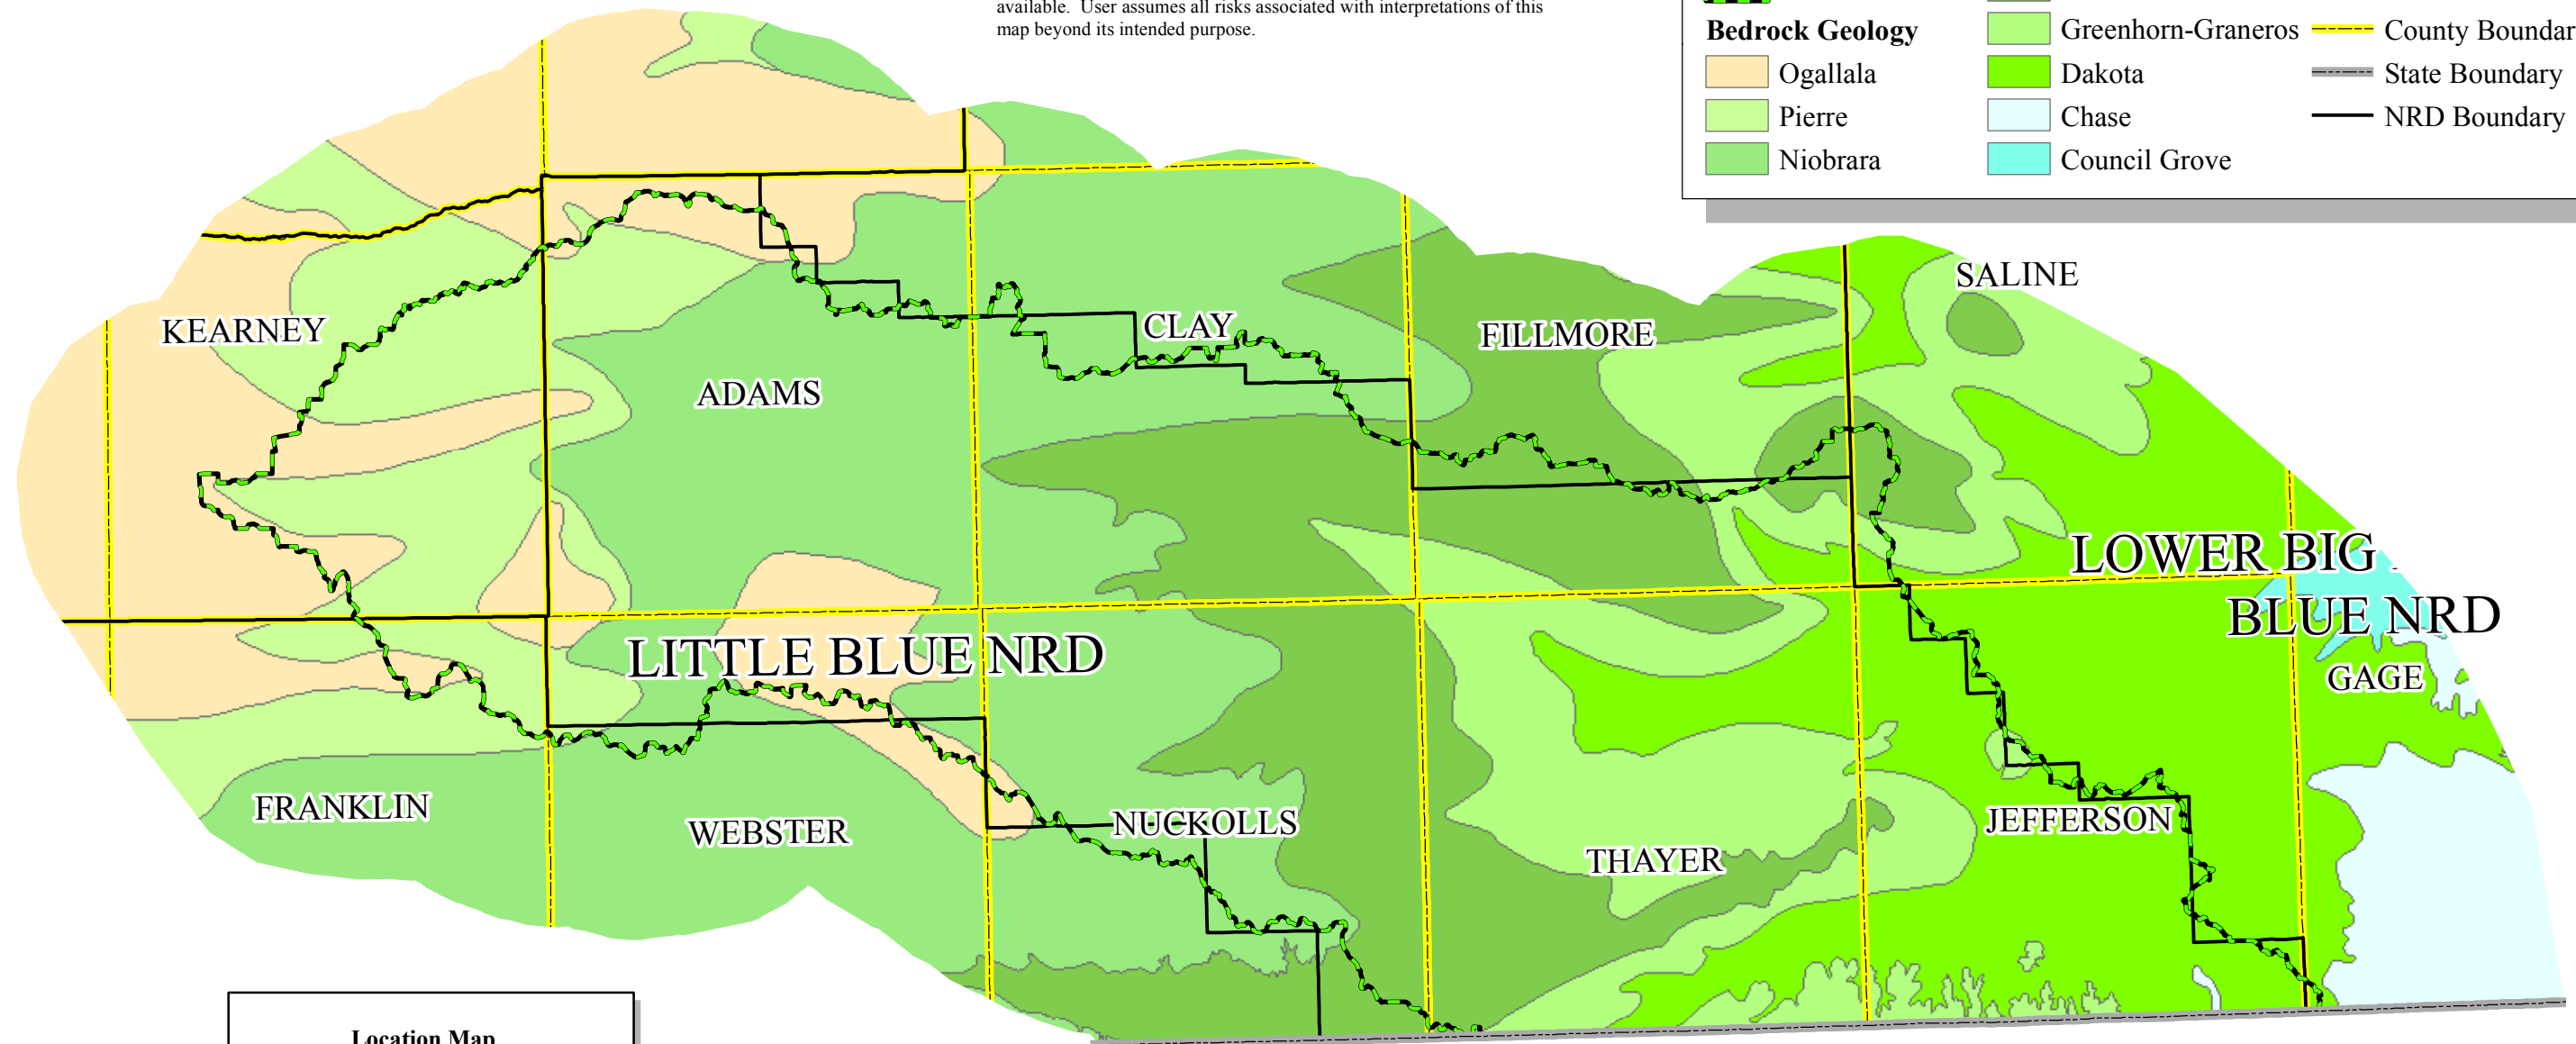 available. User assumes all risks associated with interpretations of this
map beyond its intended purpose.
Bedrock Geology
Ogallala
Pierre
Niobrara
Greenhorn-Graneros
Dakota
Chase
Council Grove
County Boundar
State Boundary
NRD Boundary
SALINE
KEARNEY
CLAY
FILLMORE
ADAMS
LOWER BIG
BLUE NRD
LITTLE BLUE NRD
GAGE
FRANKLIN
WEBSTER
NUCKOLLS
JEFFERSON
THAYER
Location Map